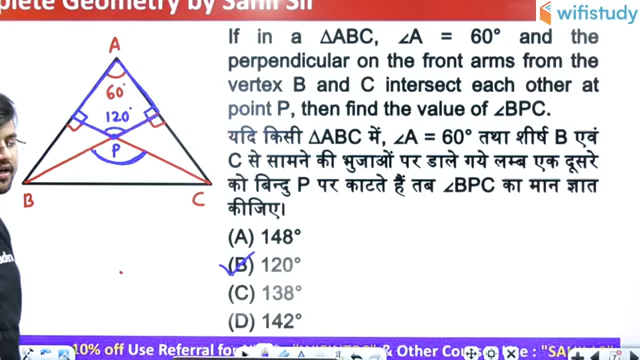 plete Geometry by Sahil Sir
wifistudy
If in a ΔABC, ∠A = 60° and the
perpendicular on the front arms from the
vertex B and C intersect each other at
point P, then find the value of ∠BPC.
यदि किसी ΔABC में, ∠A = 60° तथा शीर्ष B एवं
C से सामने की भुजाओं पर डाले गये लम्ब एक दूसरे
को बिन्दु P पर काटते हैं तब ∠BPC का मान ज्ञात
कीजिए।
(A) 148°
(B) 120°
(C) 138°
(D) 142°
A
60°
120°
P
B
C
10% off Use Referral for
& Other Cour